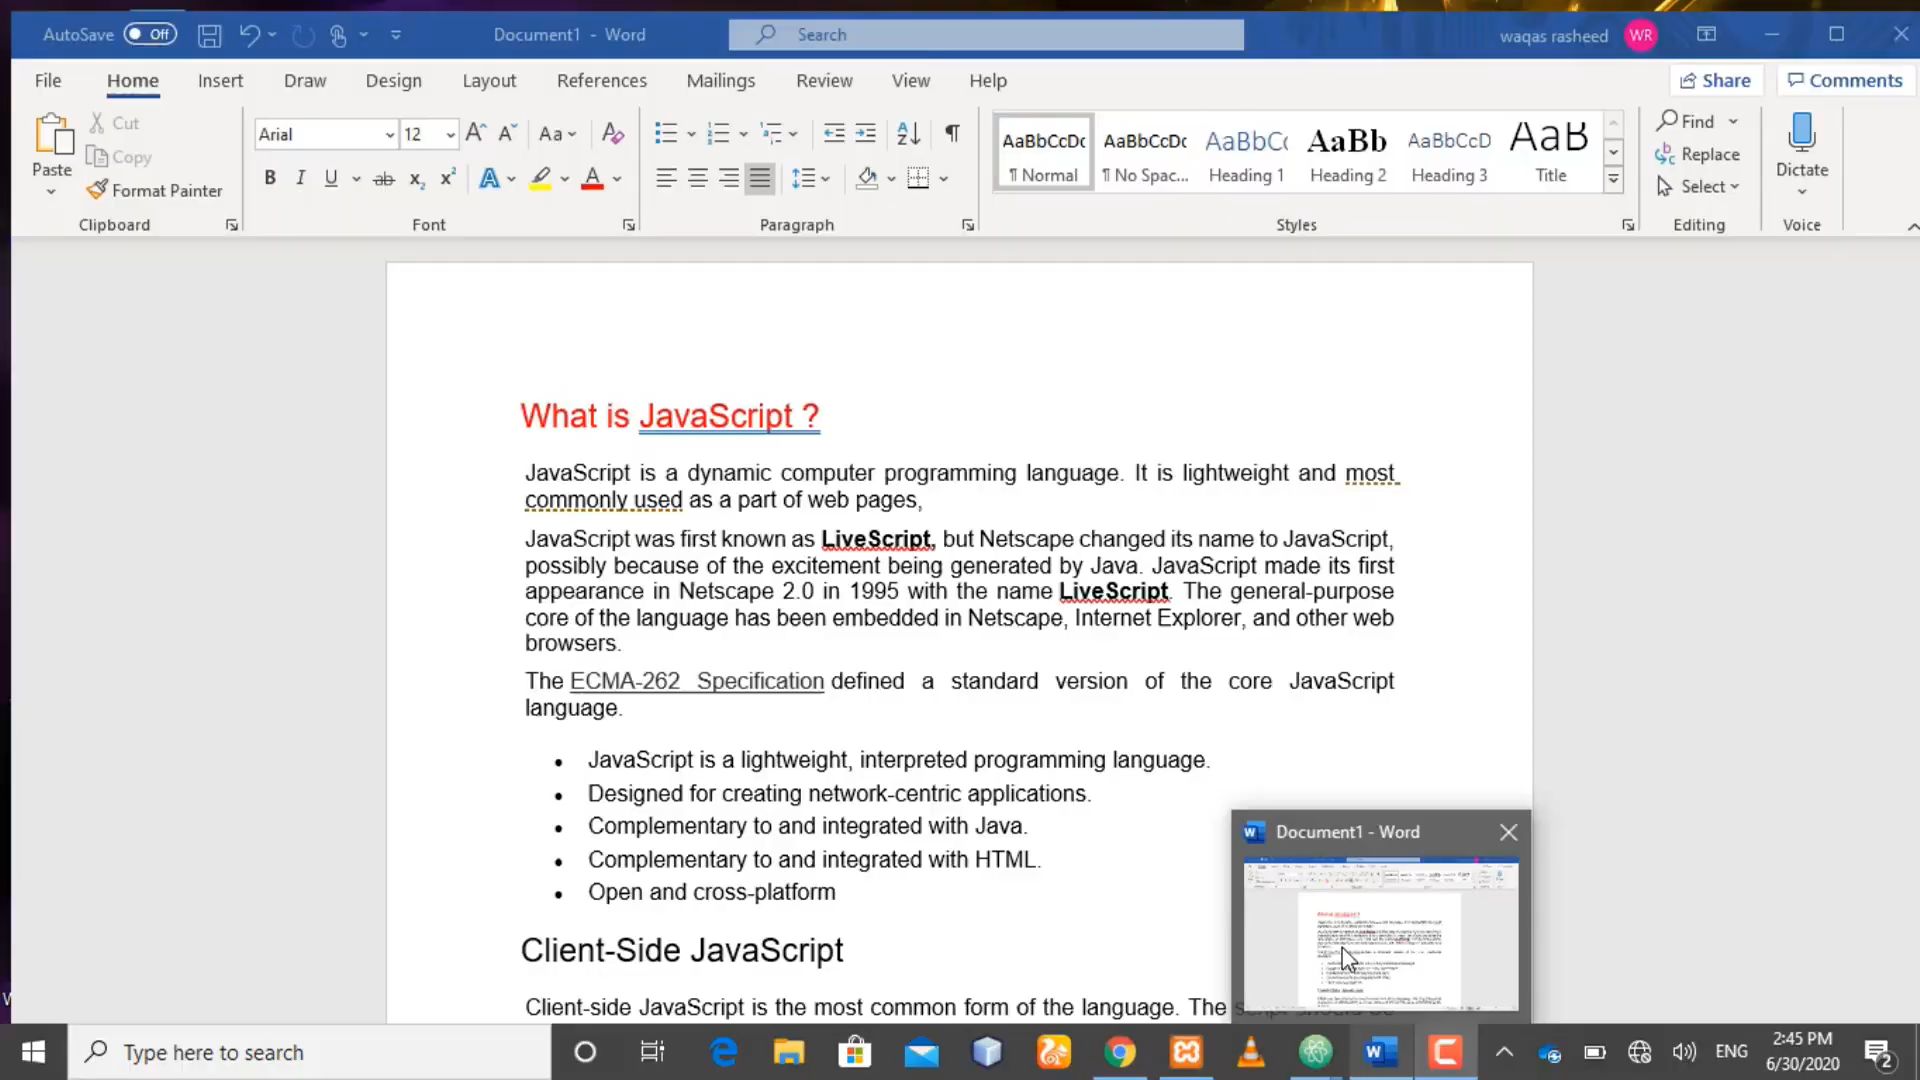 AutoSave Off Document1 - Word Search waqas rasheed WR
File Home Insert Draw Design Layout References Mailings Review View Help Share Comments
Paste Cut Copy Format Painter Clipboard
Arial 12 Aa Font
Paragraph
AaBbCcDc AaBbCcDc AaBbCc AaBb AaBbCcD AaB
¶ Normal ¶ No Spac... Heading 1 Heading 2 Heading 3 Title
Styles
Find Replace Select Editing
Dictate Voice
What is JavaScript ?
JavaScript is a dynamic computer programming language. It is lightweight and most
commonly used as a part of web pages,
JavaScript was first known as LiveScript, but Netscape changed its name to JavaScript,
possibly because of the excitement being generated by Java. JavaScript made its first
appearance in Netscape 2.0 in 1995 with the name LiveScript. The general-purpose
core of the language has been embedded in Netscape, Internet Explorer, and other web
browsers.
The ECMA-262 Specification defined a standard version of the core JavaScript
language.
• JavaScript is a lightweight, interpreted programming language.
• Designed for creating network-centric applications.
• Complementary to and integrated with Java.
• Complementary to and integrated with HTML.
• Open and cross-platform
Document1 - Word
Client-Side JavaScript
Client-side JavaScript is the most common form of the language. The
Type here to search
ENG
2:45 PM
6/30/2020
2